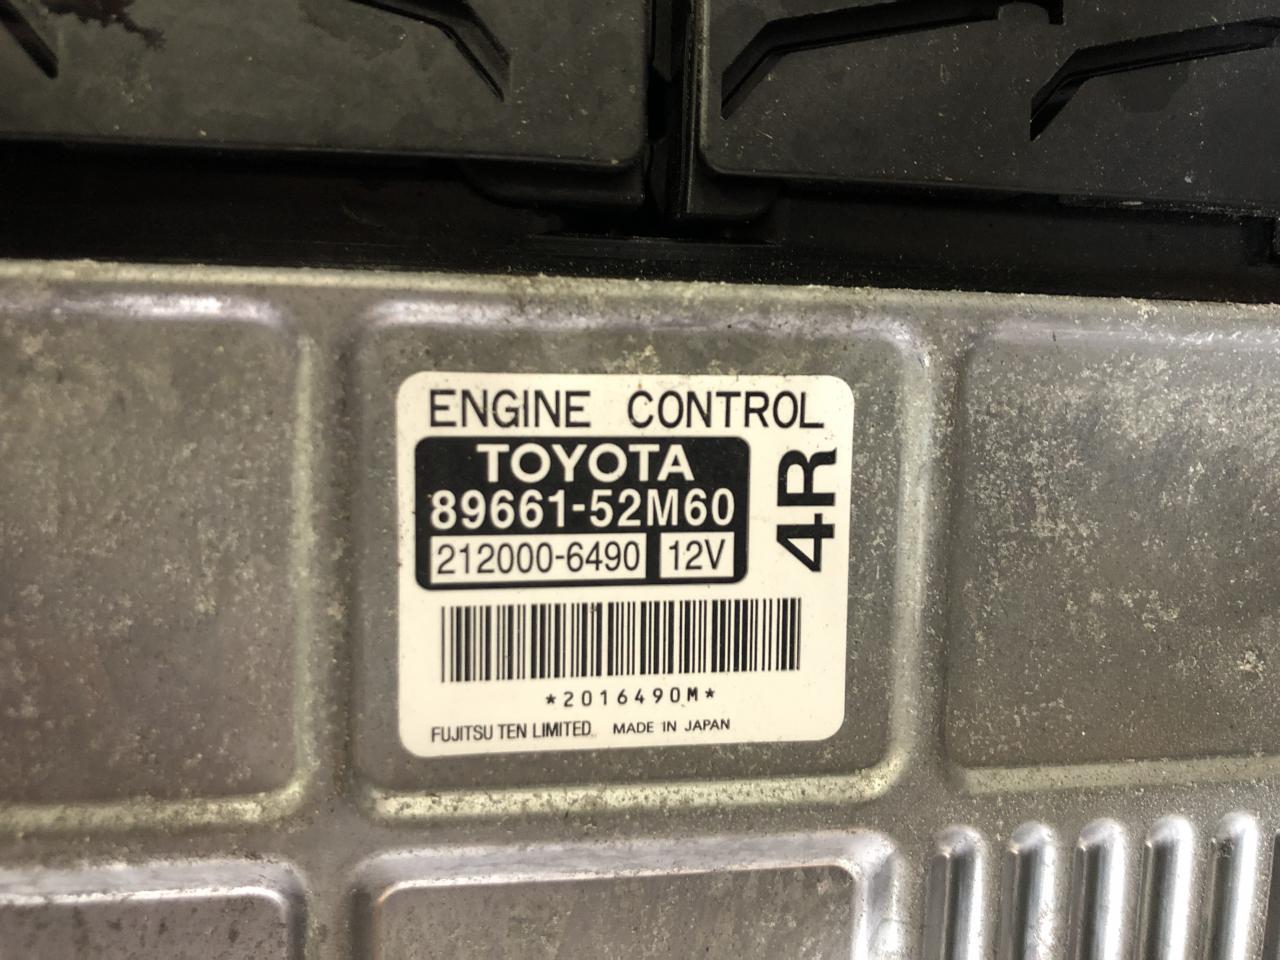 ENGINE CONTROL
TOYOTA
89661-52M60
212000-6490 12V
4R
*2016490M*
FUJITSU TEN LIMITED MADE IN JAPAN